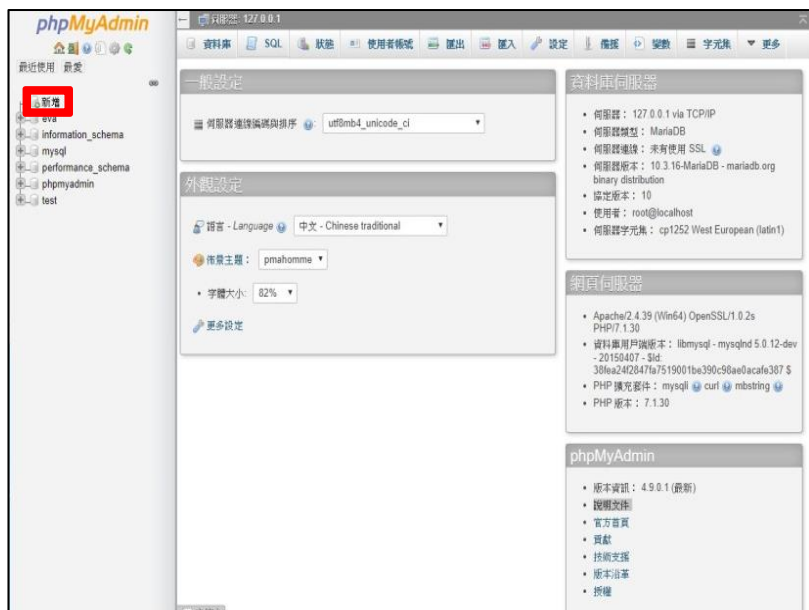 phpMyAdmin
最近使用 最愛
新增
eva
information_schema
mysql
performance_schema
phpmyadmin
test
伺服器: 127.0.0.1
資料庫 SQL 狀態 使用者帳號 匯出 匯入 設定 備援 變數 字元集 更多
一般設定
伺服器連線編碼與排序 : utf8mb4_unicode_ci
外觀設定
語言 - Language 中文 - Chinese traditional
佈景主題： pmahomme
• 字體大小: 82%
更多設定
資料庫伺服器
• 伺服器： 127.0.0.1 via TCP/IP
• 伺服器類型： MariaDB
• 伺服器連線： 未有使用 SSL
• 伺服器版本： 10.3.16-MariaDB - mariadb.org
binary distribution
• 協定版本： 10
• 使用者： root@localhost
• 伺服器字元集： cp1252 West European (latin1)
網頁伺服器
• Apache/2.4.39 (Win64) OpenSSL/1.0.2s
PHP/7.1.30
• 資料庫用戶端版本： libmysql - mysqlnd 5.0.12-dev
- 20150407 - $Id:
38fea24f2847fa7519001be390c98ae0acafe387 $
• PHP 擴充套件： mysqli curl mbstring
• PHP 版本： 7.1.30
phpMyAdmin
• 版本資訊： 4.9.0.1 (最新)
• 說明文件
• 官方首頁
• 貢獻
• 技術支援
• 版本沿革
• 授權